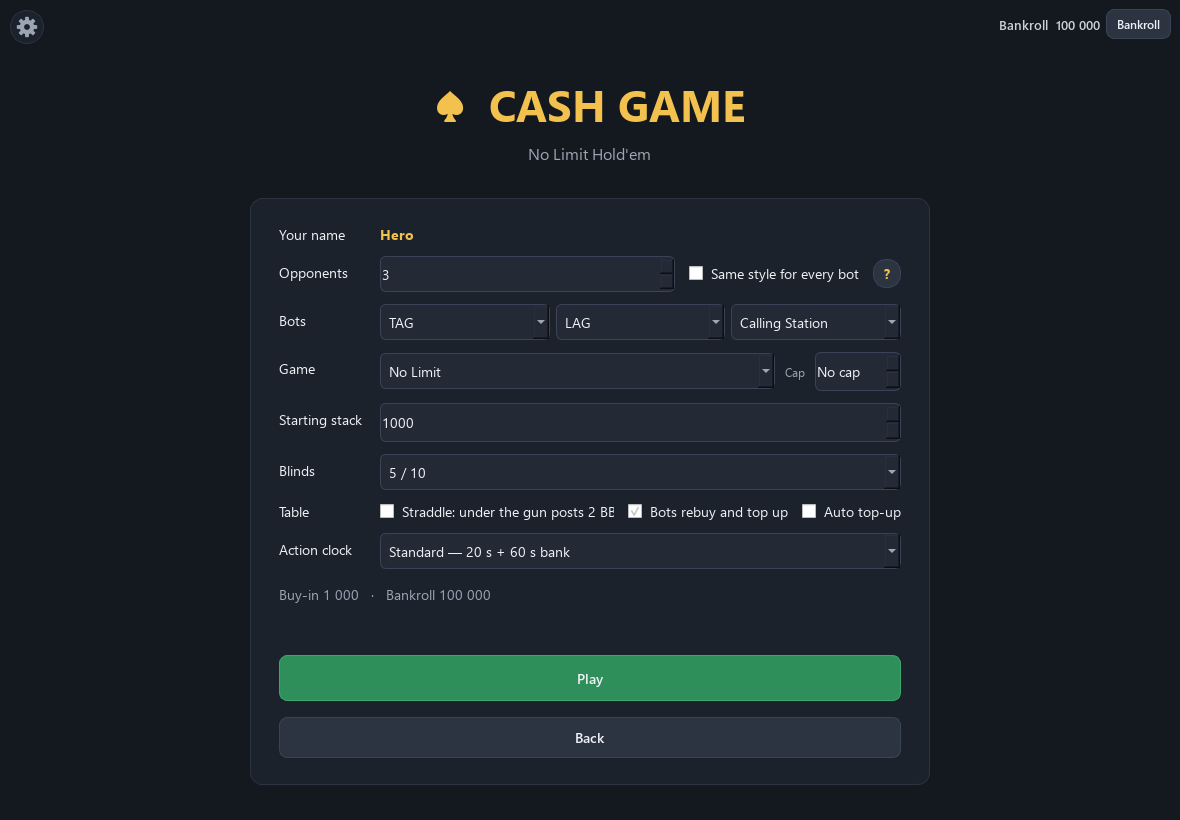 Bankroll 100 000 Bankroll
♠ CASH GAME
No Limit Hold'em
Your name Hero
Opponents 3 Same style for every bot ?
Bots TAG LAG Calling Station
Game No Limit Cap No cap
Starting stack 1000
Blinds 5 / 10
Table Straddle: under the gun posts 2 BB Bots rebuy and top up Auto top-up
Action clock Standard — 20 s + 60 s bank
Buy-in 1 000 · Bankroll 100 000
Play
Back